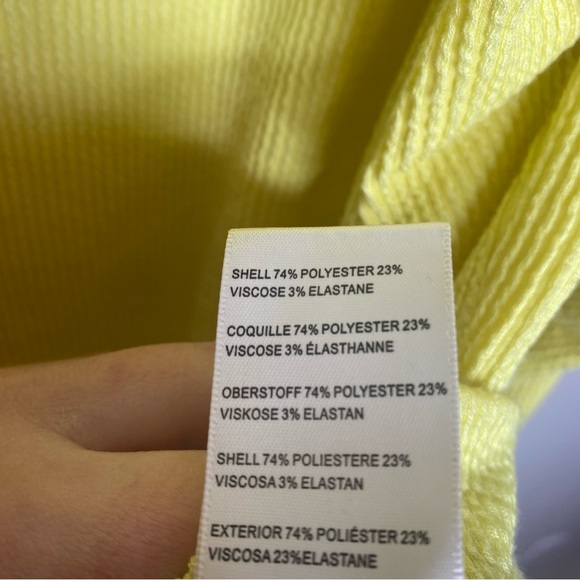 SHELL 74% POLYESTER 23%
VISCOSE 3% ELASTANE
COQUILLE 74% POLYESTER 23%
VISCOSE 3% ÉLASTHANNE
OBERSTOFF 74% POLYESTER 23%
VISKOSE 3% ELASTAN
SHELL 74% POLIESTERE 23%
VISCOSA 3% ELASTAN
EXTERIOR 74% POLIÉSTER 23%
VISCOSA 23%ELASTANE